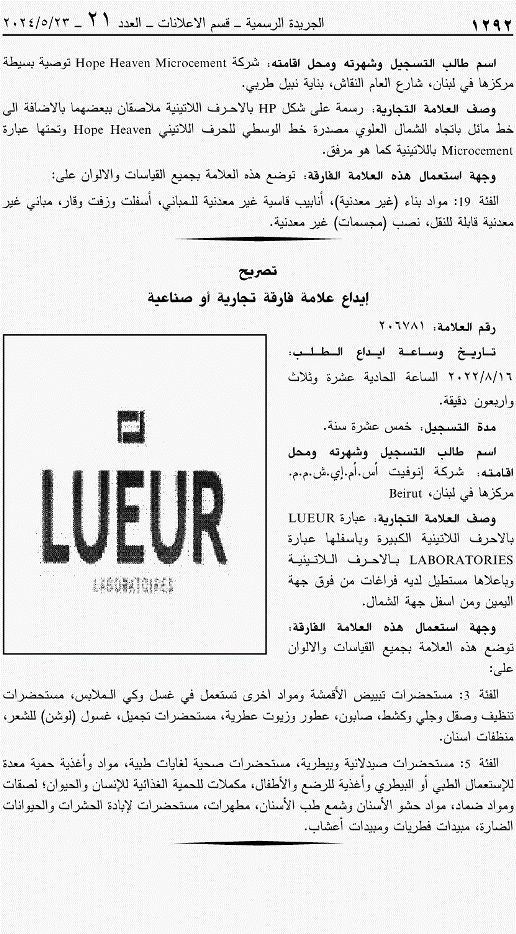 ١٢٩٢ الجريدة الرسمية ـ قسم الاعلانات ـ العدد ٢١ ـ ٢٠٢٤/٥/٢٣
اسم طالب التسجيل وشهرته ومحل اقامته: شركة Hope Heaven Microcement توصية بسيطة
مركزها في لبنان، شارع العام النقاش، بناية نبيل طربي.
وصف العلامة التجارية: رسمة على شكل HP بالاحرف اللاتينية ملاصقان ببعضهما بالاضافة الى
خط مائل باتجاه الشمال العلوي مصدرة خط الوسطي للحرف اللاتيني Hope Heaven وتحتها عبارة
Microcement باللاتينية كما هو مرفق.
وجهة استعمال هذه العلامة الفارقة: توضع هذه العلامة بجميع القياسات والالوان على:
الفئة 19: مواد بناء (غير معدنية)، أنابيب قاسية غير معدنية للمباني، أسفلت وزفت وقار، مباني غير
معدنية قابلة للنقل، نصب (مجسمات) غير معدنية.
تصريح
إيداع علامة فارقة تجارية أو صناعية
رقم العلامة: ٢٠٦٧٨١
تاريخ وساعة ايداع الطلب:
٢٠٢٢/٨/١٦ الساعة الحادية عشرة وثلاث
واربعون دقيقة.
مدة التسجيل: خمس عشرة سنة.
اسم طالب التسجيل وشهرته ومحل
اقامته: شركة إنوفيت أس.أم.إي.ش.م.م.
مركزها في لبنان، Beirut
وصف العلامة التجارية: عبارة LUEUR
بالاحرف اللاتينية الكبيرة وباسفلها عبارة
LABORATORIES بالاحرف اللاتينية
وباعلاها مستطيل لديه فراغات من فوق جهة
اليمين ومن اسفل جهة الشمال.
وجهة استعمال هذه العلامة الفارقة:
توضع هذه العلامة بجميع القياسات والالوان
على:
LUEUR
LABORATOIRES
الفئة 3: مستحضرات تبييض الأقمشة ومواد اخرى تستعمل في غسل وكي الملابس، مستحضرات
تنظيف وصقل وجلي وكشط، صابون، عطور وزيوت عطرية، مستحضرات تجميل، غسول (لوشن) للشعر،
منظفات اسنان.
الفئة 5: مستحضرات صيدلانية وبيطرية، مستحضرات صحية لغايات طبية، مواد وأغذية حمية معدة
للإستعمال الطبي أو البيطري وأغذية للرضع والأطفال، مكملات للحمية الغذائية للإنسان والحيوان؛ لصقات
ومواد ضماد، مواد حشو الأسنان وشمع طب الأسنان، مطهرات، مستحضرات لإبادة الحشرات والحيوانات
الضارة، مبيدات فطريات ومبيدات أعشاب.